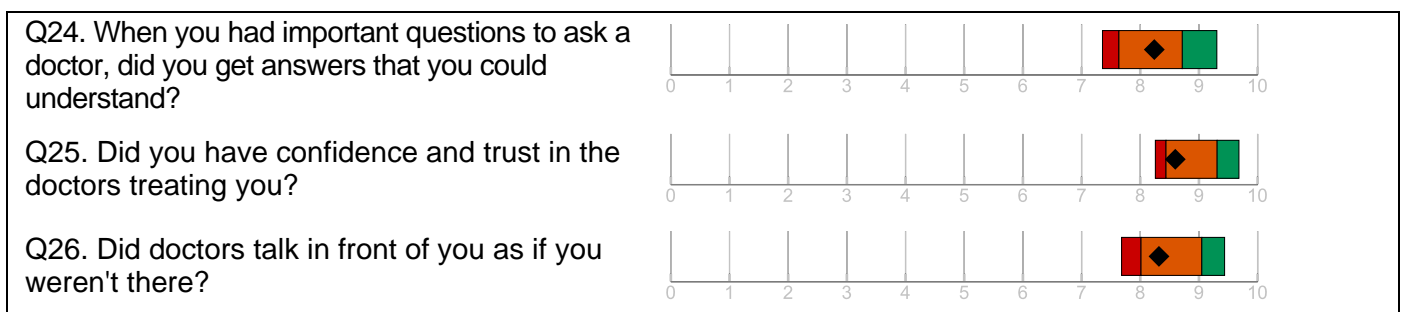 Q24. When you had important questions to ask a
doctor, did you get answers that you could
understand?
0 1 2 3 4 5 6 7 8 9 10
Q25. Did you have confidence and trust in the
doctors treating you?
0 1 2 3 4 5 6 7 8 9 10
Q26. Did doctors talk in front of you as if you
weren't there?
0 1 2 3 4 5 6 7 8 9 10